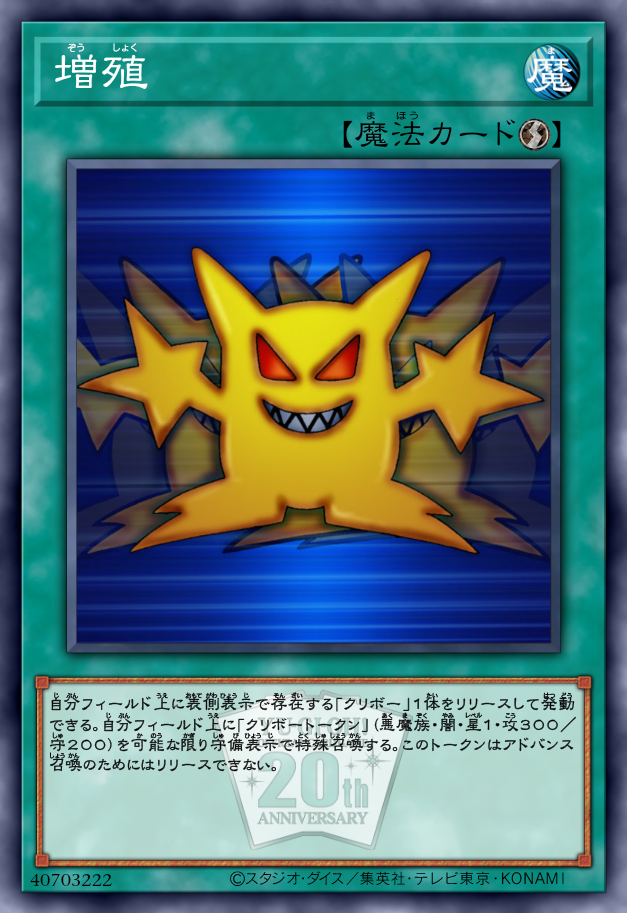 増殖
魔
【魔法カード】
自分フィールド上に表側表示で存在する「クリボー」1体をリリースして発動
できる。自分フィールド上に「クリボートークン」(悪魔族・闇・星1・攻300/
守200)を可能な限り守備表示で特殊召喚する。このトークンはアドバンス
召喚のためにはリリースできない。
20th
ANNIVERSARY
40703222
©スタジオ・ダイス/集英社・テレビ東京・KONAMI